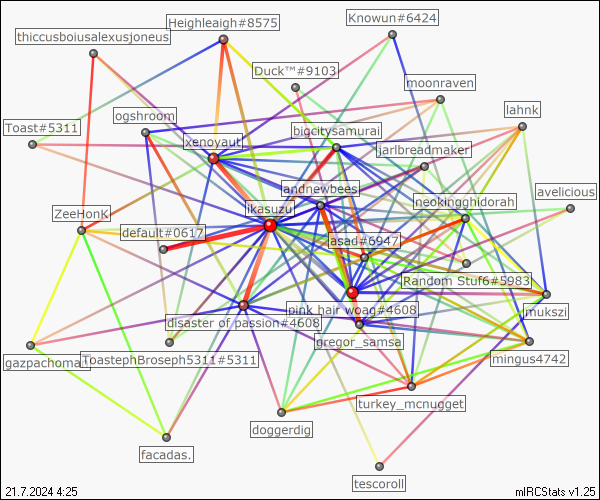 Knowun#6424
Heighleaigh#8575
thiccusboiusalexusjoneus
Duck™#9103
moonraven
lahnk
ogshroom
Toast#5311
bigcitysamurai
xenoyaut
jarlbreadmaker
andnewbees
avelicious
neokingghidorah
ikasuzu
ZeeHonK
default#0617
asad#6947
Random Stuf6#5983
pink hair woag#4608
mukszi
disaster of passion#4608
gregor_samsa
mingus4742
gazpachoma
ToastephBroseph5311#5311
turkey_mcnugget
doggerdig
facadas.
tescoroll
21.7.2024 4:25
mIRCStats v1.25